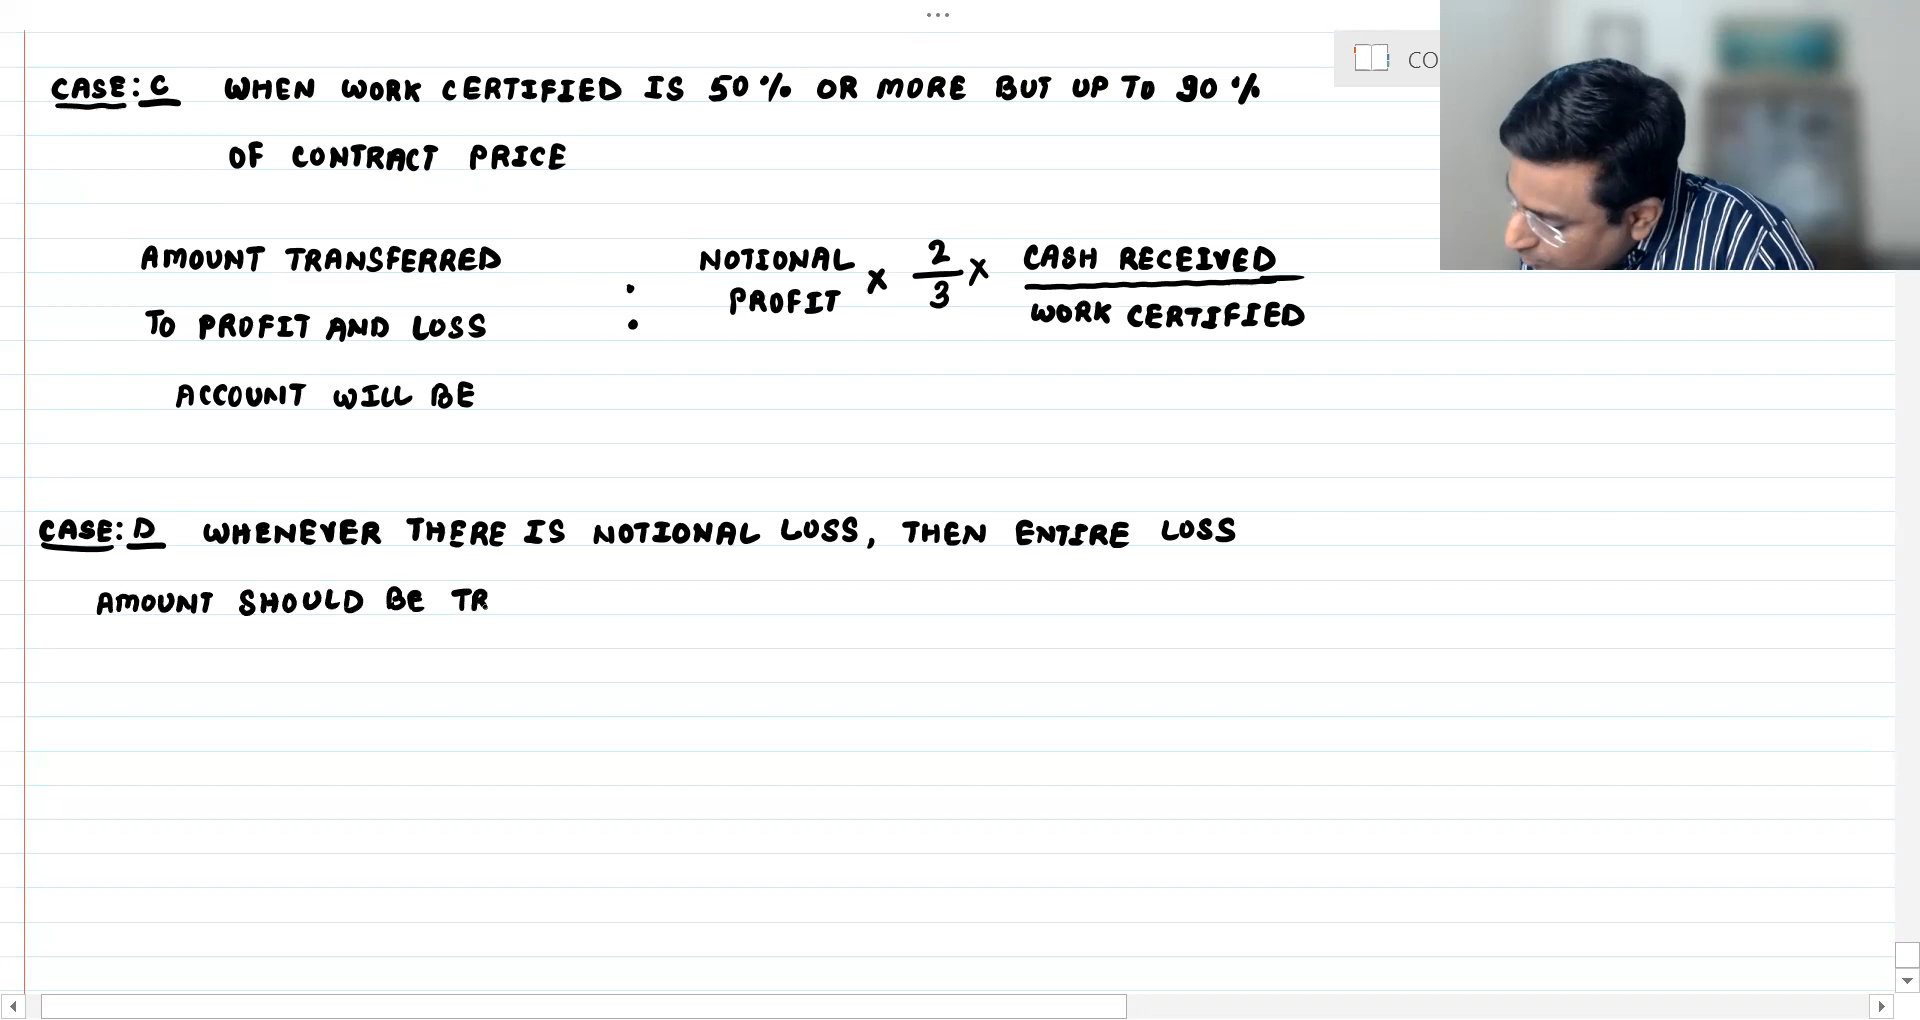 CO
CASE: C WHEN WORK CERTIFIED IS 50% OR MORE BUT UP TO 90%
OF CONTRACT PRICE
AMOUNT TRANSFERRED
TO PROFIT AND LOSS
ACCOUNT WILL BE
:
NOTIONAL PROFIT × 2/3 × CASH RECEIVED / WORK CERTIFIED
CASE: D WHENEVER THERE IS NOTIONAL LOSS, THEN ENTIRE LOSS
AMOUNT SHOULD BE TR